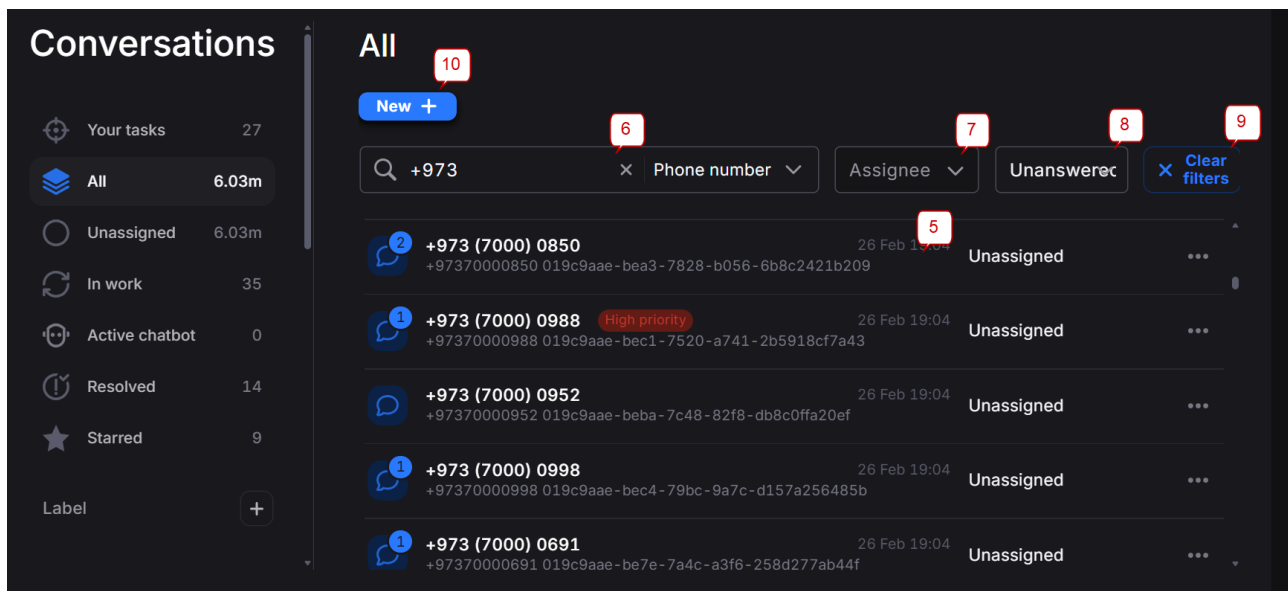 Conversations
Your tasks 27
All 6.03m
Unassigned 6.03m
In work 35
Active chatbot 0
Resolved 14
Starred 9
Label +
All
10
New +
6
7
8
9
+973 × Phone number
Assignee
Unanswered
× Clear
filters
5
2
+973 (7000) 0850 26 Feb 19:04 Unassigned
+97370000850 019c9aae-bea3-7828-b056-6b8c2421b209
1
+973 (7000) 0988 High priority 26 Feb 19:04 Unassigned
+97370000988 019c9aae-bec1-7520-a741-2b5918cf7a43
+973 (7000) 0952 26 Feb 19:04 Unassigned
+97370000952 019c9aae-beba-7c48-82f8-db8c0ffa20ef
1
+973 (7000) 0998 26 Feb 19:04 Unassigned
+97370000998 019c9aae-bec4-79bc-9a7c-d157a256485b
1
+973 (7000) 0691 26 Feb 19:04 Unassigned
+97370000691 019c9aae-be7e-7a4c-a3f6-258d277ab44f